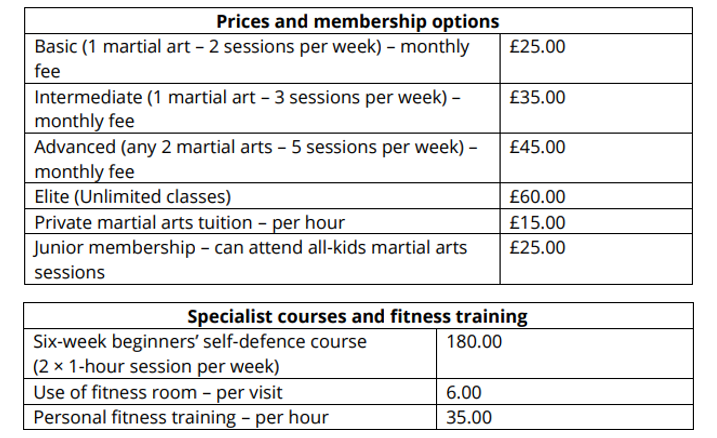 Prices and membership options
Basic (1 martial art – 2 sessions per week) – monthly £25.00
fee
Intermediate (1 martial art – 3 sessions per week) – £35.00
monthly fee
Advanced (any 2 martial arts – 5 sessions per week) – £45.00
monthly fee
Elite (Unlimited classes) £60.00
Private martial arts tuition – per hour £15.00
Junior membership – can attend all-kids martial arts £25.00
sessions
Specialist courses and fitness training
Six-week beginners’ self-defence course 180.00
(2 × 1-hour session per week)
Use of fitness room – per visit 6.00
Personal fitness training – per hour 35.00